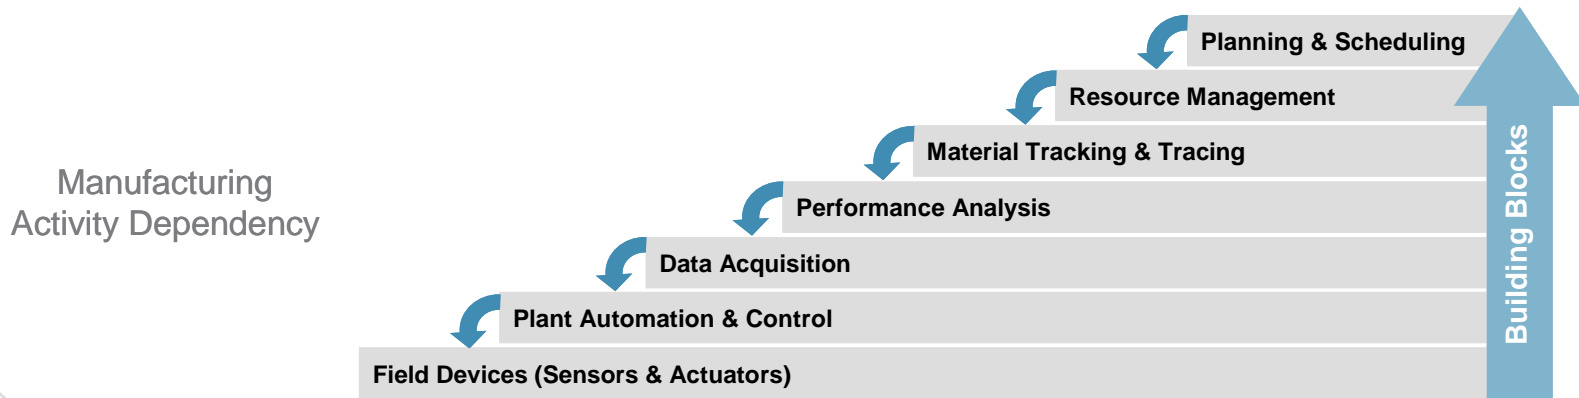 Planning & Scheduling
Resource Management
Material Tracking & Tracing
Manufacturing
Activity Dependency
Performance Analysis
Data Acquisition
Plant Automation & Control
Field Devices (Sensors & Actuators)
Building Blocks